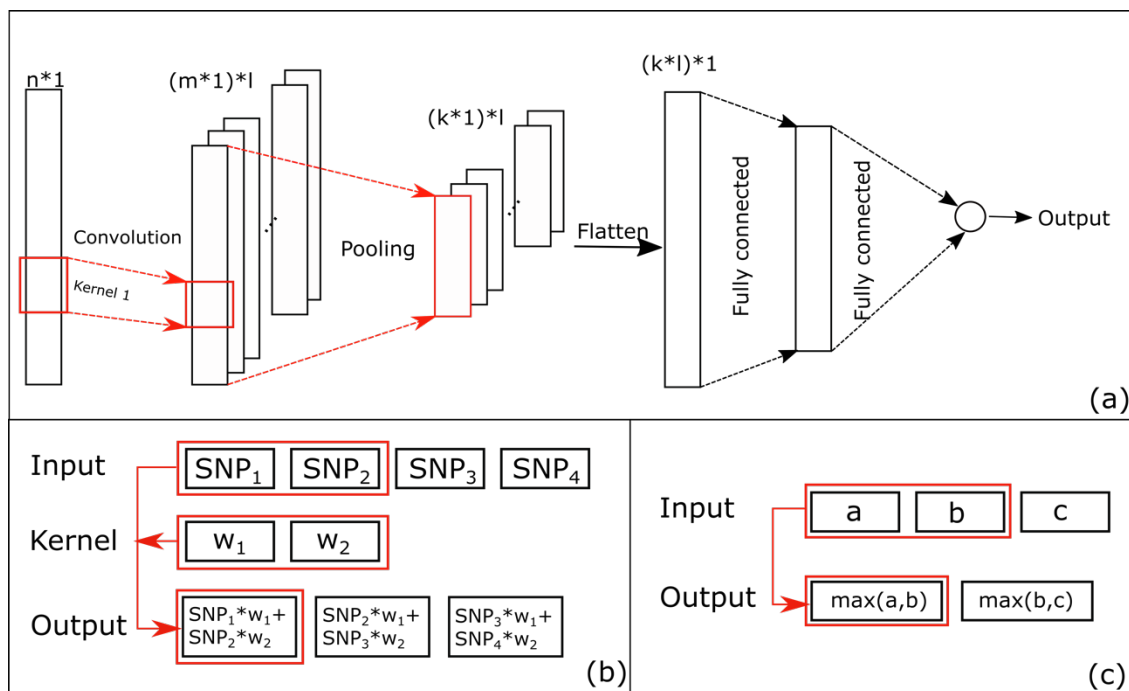 n*1
(m*1)*l
(k*1)*l
(k*l)*1
Convolution
Kernel 1
Pooling
Flatten
Fully connected
Fully connected
Output
(a)
Input
SNP₁ SNP₂ SNP₃ SNP₄
Kernel
w₁ w₂
Output
SNP₁*w₁+
SNP₂*w₂
SNP₂*w₁+
SNP₃*w₂
SNP₃*w₁+
SNP₄*w₂
(b)
Input
a b c
Output
max(a,b) max(b,c)
(c)